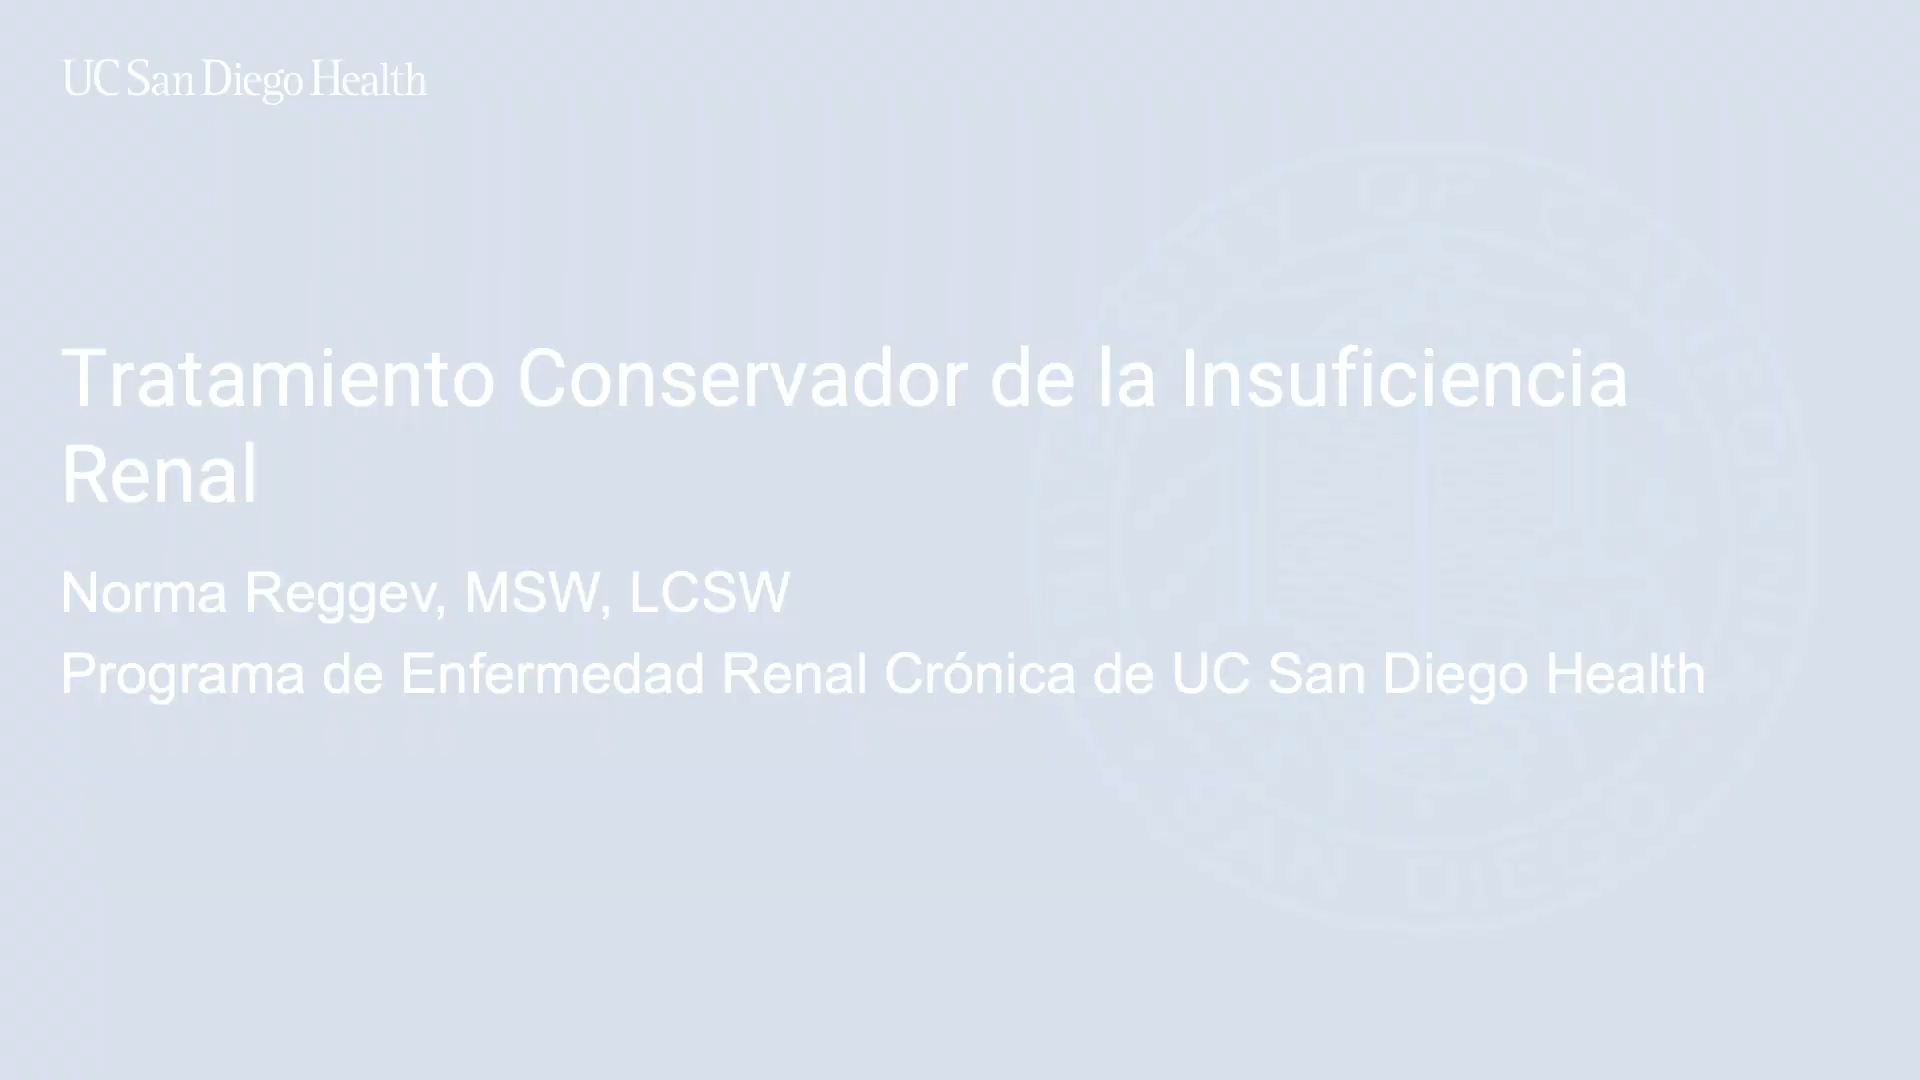 UC San Diego Health
Tratamiento Conservador de la Insuficiencia
Renal
Norma Reggev, MSW, LCSW
Programa de Enfermedad Renal Crónica de UC San Diego Health